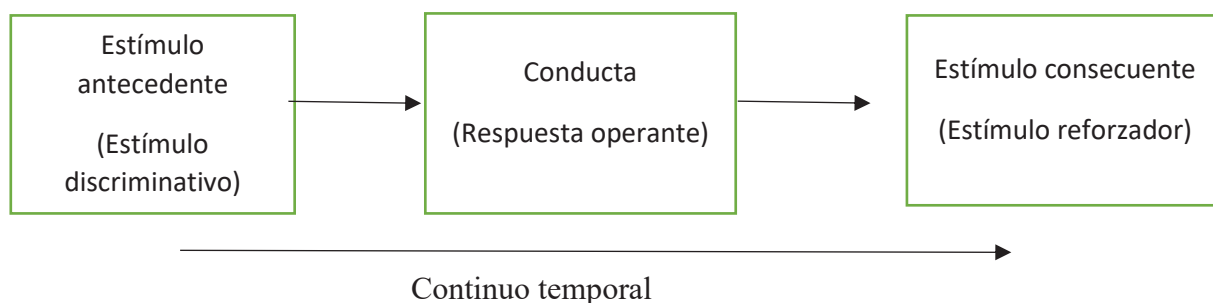 Estímulo
antecedente
(Estímulo
discriminativo)
Conducta
(Respuesta operante)
Estímulo consecuente
(Estímulo reforzador)
Continuo temporal